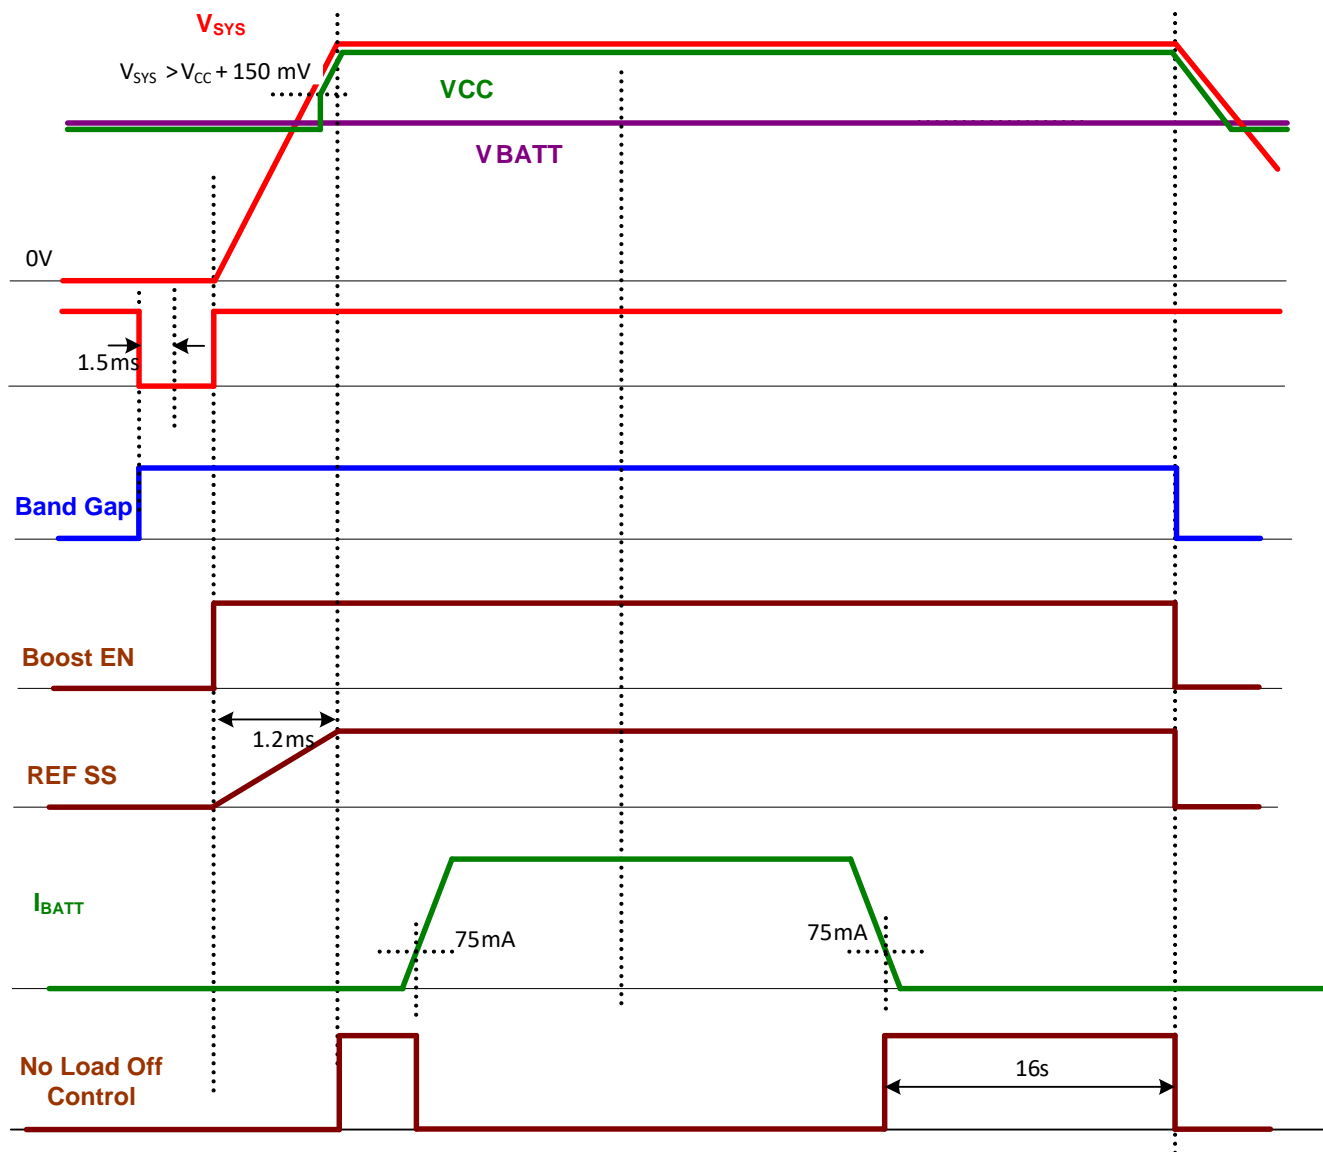 VSYS
VSYS >VCC + 150 mV
VCC
VBATT
0V
1.5ms
Band Gap
Boost EN
1.2ms
REF SS
IBATT
75mA
75mA
No Load Off
Control
16s